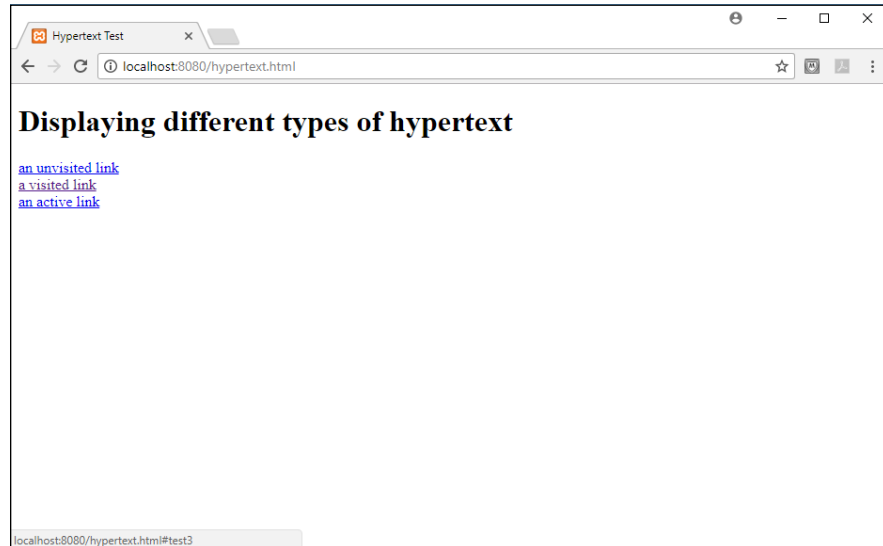 Hypertext Test
localhost:8080/hypertext.html
Displaying different types of hypertext
an unvisited link
a visited link
an active link
localhost:8080/hypertext.html#test3